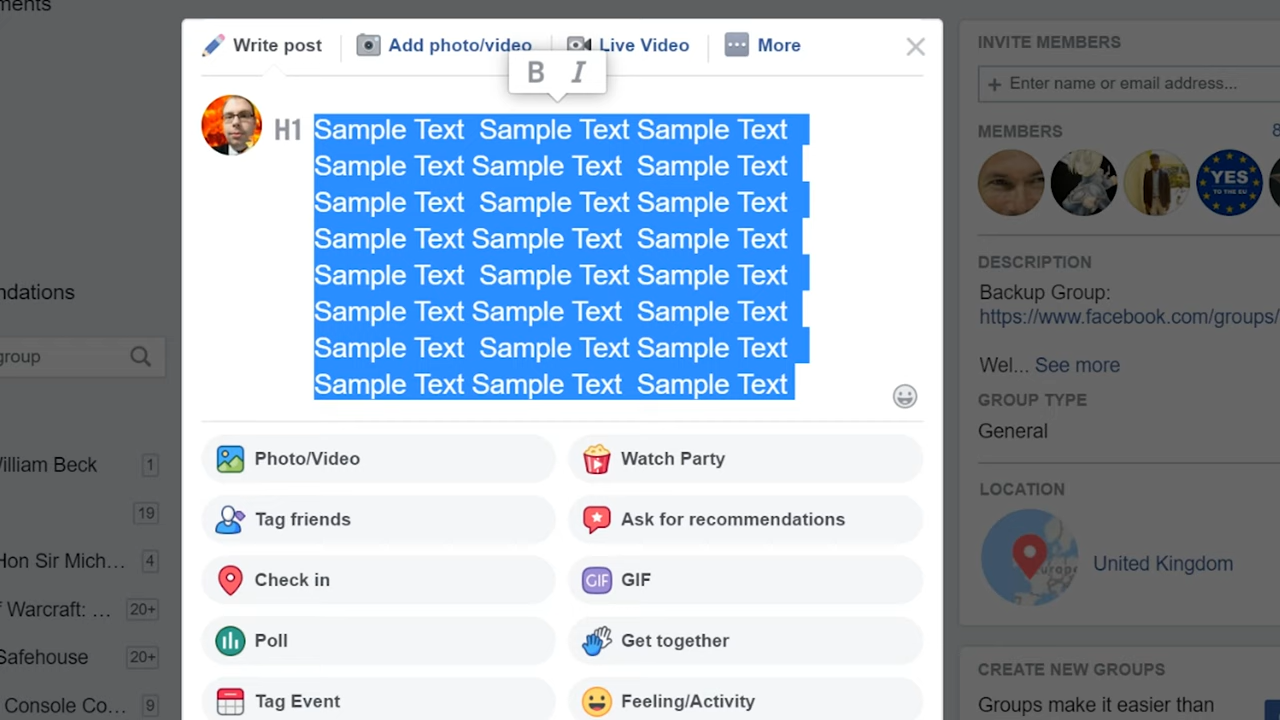 ments
ndations
group
Villiam Beck
1
19
Hon Sir Mich...
4
f Warcraft: ...
20+
Safehouse
20+
Console Co...
9
Write post
Add photo/video
Live Video
More
B I
H1
Sample Text Sample Text Sample Text
Sample Text Sample Text Sample Text
Sample Text Sample Text Sample Text
Sample Text Sample Text Sample Text
Sample Text Sample Text Sample Text
Sample Text Sample Text Sample Text
Sample Text Sample Text Sample Text
Sample Text Sample Text Sample Text
Photo/Video
Watch Party
Tag friends
Ask for recommendations
Check in
GIF GIF
Poll
Get together
Tag Event
Feeling/Activity
INVITE MEMBERS
+ Enter name or email address...
MEMBERS
8
YES
TO THE EU
DESCRIPTION
Backup Group:
https://www.facebook.com/groups/
Wel... See more
GROUP TYPE
General
LOCATION
Europe
United Kingdom
CREATE NEW GROUPS
Groups make it easier than